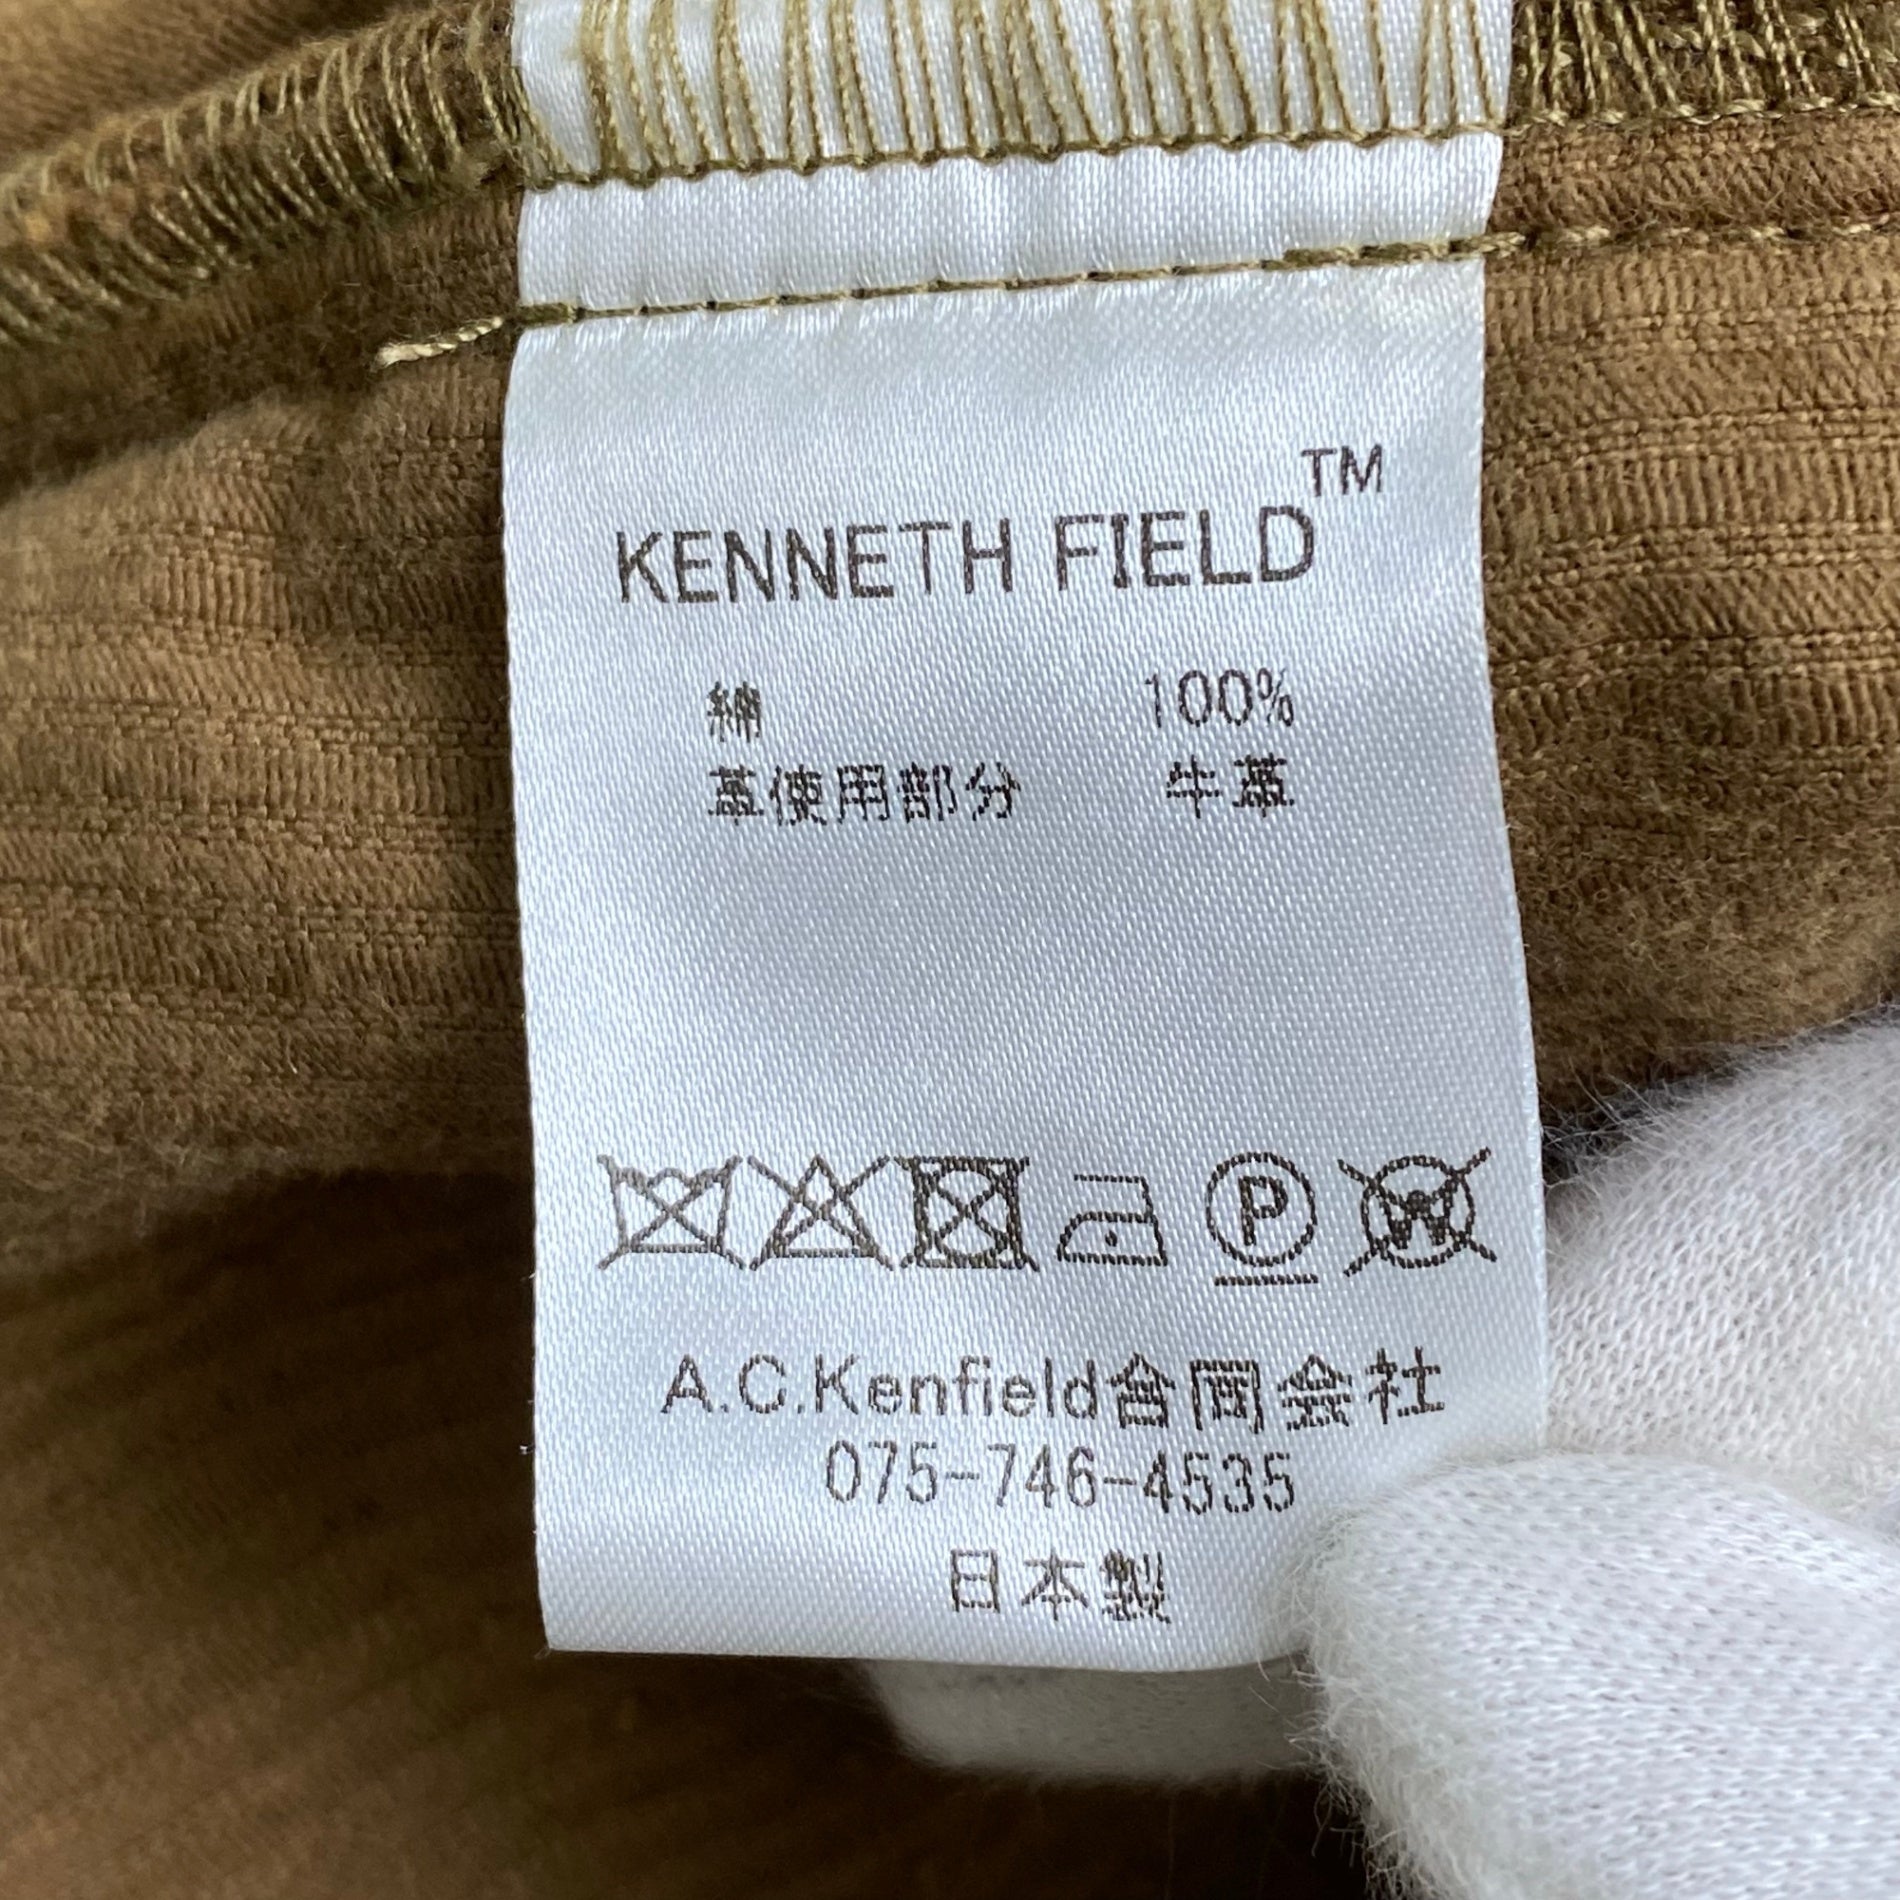 KENNETH FIELD™
綿 100%
革使用部分 牛革
P W
A.C.Kenfield合同会社
075-746-4535
日本製